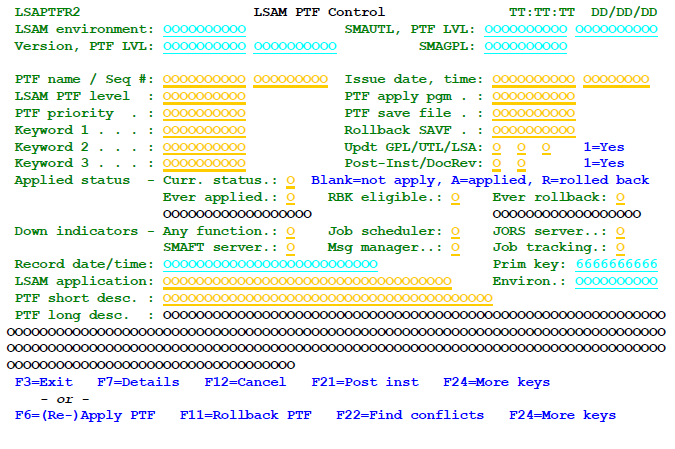 LSAPTFR2 LSAM PTF Control TT:TT:TT DD/DD/DD
LSAM environment: OOOOOOOOOO SMAUTL, PTF LVL: OOOOOOOOOO OOOOOOOOOO
Version, PTF LVL: OOOOOOOOOO OOOOOOOOOO SMAGPL: OOOOOOOOOO
PTF name / Seq #: OOOOOOOOOO OOOOOOOOO Issue date, time: OOOOOOOOOO OOOOOOOO
LSAM PTF level : OOOOOOOOOO PTF apply pgm . : OOOOOOOOOO
PTF priority . : OOOOOOOOOO PTF save file . : OOOOOOOOOO
Keyword 1 . . . : OOOOOOOOOO Rollback SAVF . : OOOOOOOOOO
Keyword 2 . . . : OOOOOOOOOO Updt GPL/UTL/LSA: O O O 1=Yes
Keyword 3 . . . : OOOOOOOOOO Post-Inst/DocRev: O O 1=Yes
Applied status - Curr. status.: O Blank=not apply, A=applied, R=rolled back
Ever applied.: O RBK eligible.: O Ever rollback: O
OOOOOOOOOOOOOOOOOO OOOOOOOOOOOOOOOOOO
Down indicators - Any function.: O Job scheduler: O JORS server..: O
SMAFT server.: O Msg manager..: O Job tracking.: O
Record date/time: OOOOOOOOOOOOOOOOOOOOOOOOOO Prim key: 6666666666
LSAM application: OOOOOOOOOOOOOOOOOOOOOOOOOOOOOOOOOOO Environ.: OOOOOOOOOO
PTF short desc. : OOOOOOOOOOOOOOOOOOOOOOOOOOOOOOOOOOOOOOOO
PTF long desc. : OOOOOOOOOOOOOOOOOOOOOOOOOOOOOOOOOOOOOOOOOOOOOOOOOOOOOOOOOOOOO
OOOOOOOOOOOOOOOOOOOOOOOOOOOOOOOOOOOOOOOOOOOOOOOOOOOOOOOOOOOOOOOOOOOOOOOOOOOOOOOO
OOOOOOOOOOOOOOOOOOOOOOOOOOOOOOOOOOOOOOOOOOOOOOOOOOOOOOOOOOOOOOOOOOOOOOOOOOOOOOOO
OOOOOOOOOOOOOOOOOOOOOOOOOOOOOOOOOOO
F3=Exit F7=Details F12=Cancel F21=Post inst F24=More keys
- or -
F6=(Re-)Apply PTF F11=Rollback PTF F22=Find conflicts F24=More keys